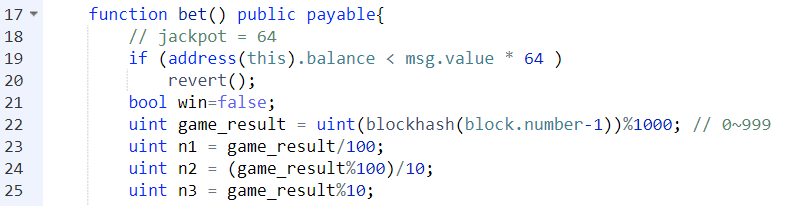 17 function bet() public payable{
18 // jackpot = 64
19 if (address(this).balance < msg.value * 64 )
20 revert();
21 bool win=false;
22 uint game_result = uint(blockhash(block.number-1))%1000; // 0~999
23 uint n1 = game_result/100;
24 uint n2 = (game_result%100)/10;
25 uint n3 = game_result%10;